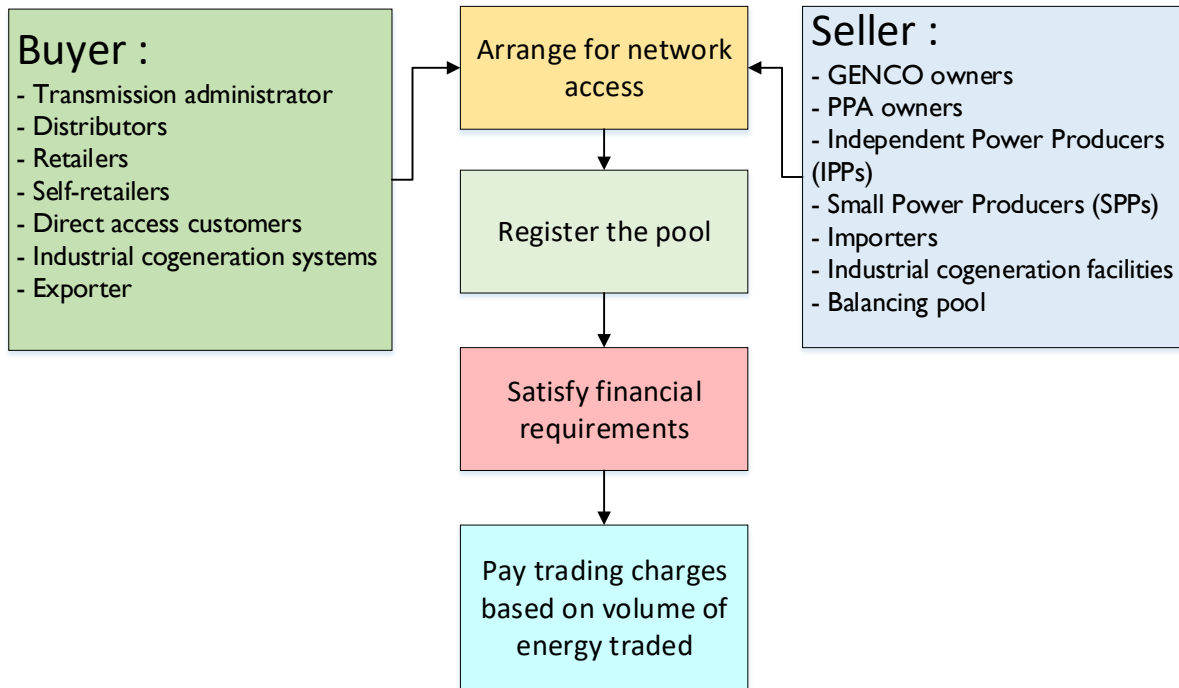 Buyer :
- Transmission administrator
- Distributors
- Retailers
- Self-retailers
- Direct access customers
- Industrial cogeneration systems
- Exporter
Arrange for network
access
Register the pool
Satisfy financial
requirements
Pay trading charges
based on volume of
energy traded
Seller :
- GENCO owners
- PPA owners
- Independent Power Producers
(IPPs)
- Small Power Producers (SPPs)
- Importers
- Industrial cogeneration facilities
- Balancing pool